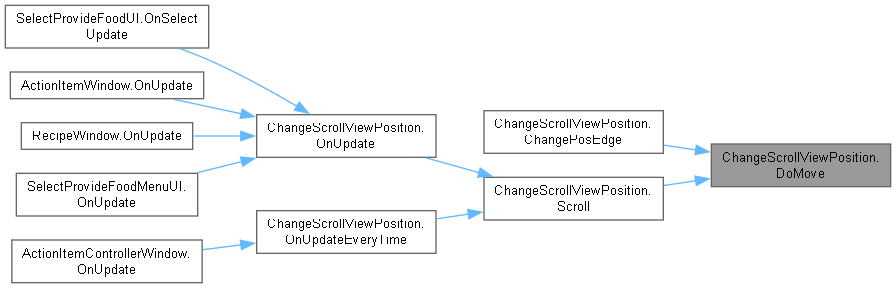 SelectProvideFoodUI.OnSelect
Update
ActionItemWindow.OnUpdate
RecipeWindow.OnUpdate
SelectProvideFoodMenuUI.
OnUpdate
ActionItemControllerWindow.
OnUpdate
ChangeScrollViewPosition.
OnUpdate
ChangeScrollViewPosition.
OnUpdateEveryTime
ChangeScrollViewPosition.
ChangePosEdge
ChangeScrollViewPosition.
Scroll
ChangeScrollViewPosition.
DoMove